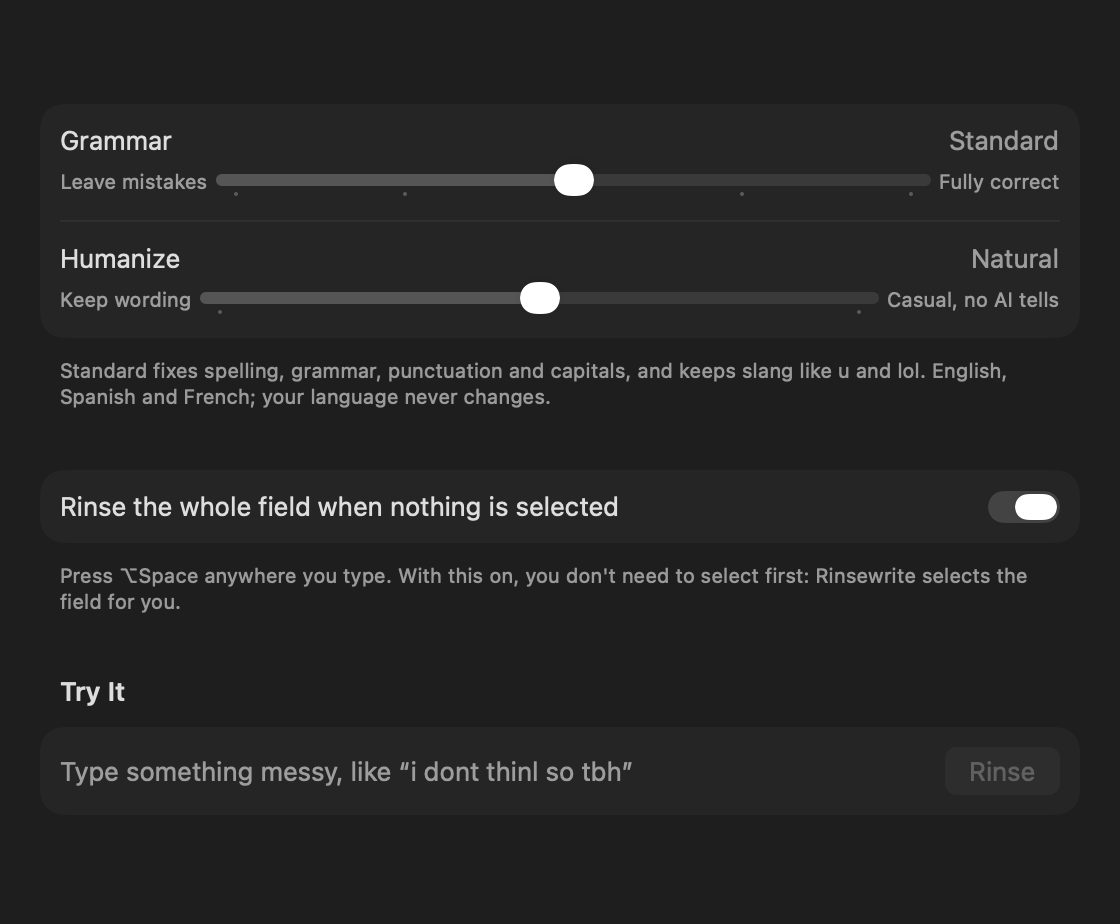 Grammar
Standard
Leave mistakes
Fully correct
Humanize
Natural
Keep wording
Casual, no AI tells
Standard fixes spelling, grammar, punctuation and capitals, and keeps slang like u and lol. English,
Spanish and French; your language never changes.
Rinse the whole field when nothing is selected
Press ⌥Space anywhere you type. With this on, you don't need to select first: Rinsewrite selects the
field for you.
Try It
Type something messy, like “i dont thinl so tbh”
Rinse